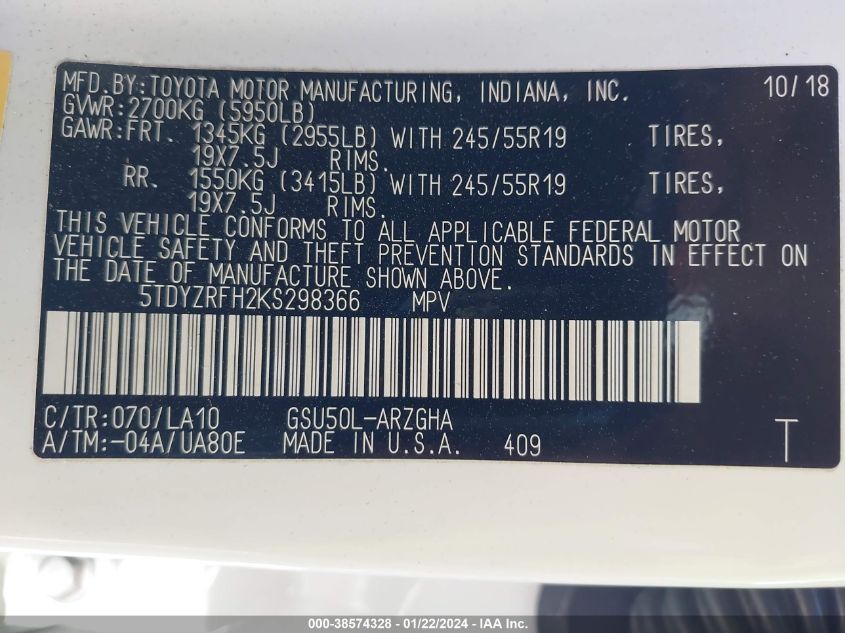 MFD.BY:TOYOTA MOTOR MANUFACTURING, INDIANA, INC. 10/18
GVWR:2700KG (5950LB)
GAWR:FRT. 1345KG (2955LB) WITH 245/55R19 TIRES,
19X7.5J RIMS.
RR. 1550KG (3415LB) WITH 245/55R19 TIRES,
19X7.5J RIMS.
THIS VEHICLE CONFORMS TO ALL APPLICABLE FEDERAL MOTOR
VEHICLE SAFETY AND THEFT PREVENTION STANDARDS IN EFFECT ON
THE DATE OF MANUFACTURE SHOWN ABOVE.
5TDYZRFH2KS298366 MPV
C/TR:070/LA10 GSU50L-ARZGHA
A/TM:-04A/UA80E MADE IN U.S.A. 409 T
000-38574328 - 01/22/2024 - IAA Inc.